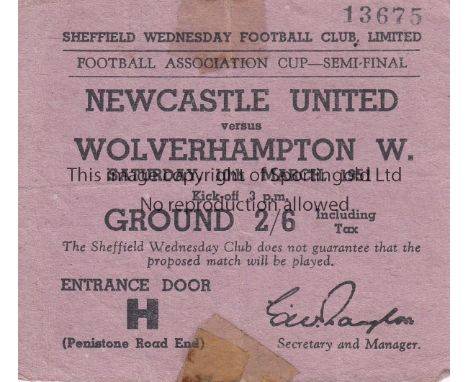 13675
SHEFFIELD WEDNESDAY FOOTBALL CLUB, LIMITED
FOOTBALL ASSOCIATION CUP—SEMI-FINAL
NEWCASTLE UNITED
versus
WOLVERHAMPTON W.
SATURDAY, 10th MARCH, 1951
This image Copyright of Sportingold Ltd
Kick-off 3 p.m.
No reproduction allowed
GROUND 2/6 Including Tax
The Sheffield Wednesday Club does not guarantee that the
proposed match will be played.
ENTRANCE DOOR
H
(Penistone Road End)
Secretary and Manager.